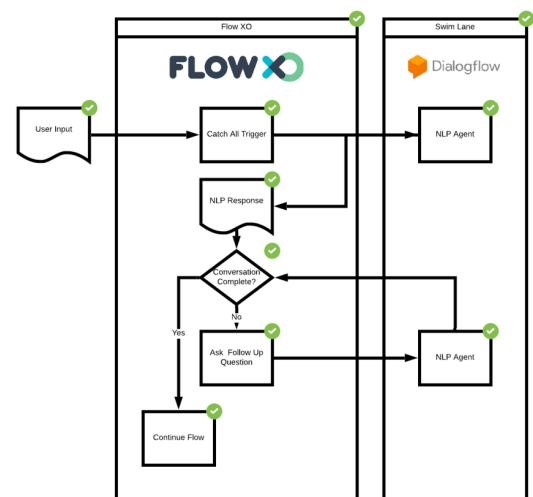 Flow XO
Swim Lane
FLOW XO
Dialogflow
User Input
Catch All Trigger
NLP Agent
NLP Response
Conversation
Complete?
No
Yes
Ask Follow Up
Question
NLP Agent
Continue Flow